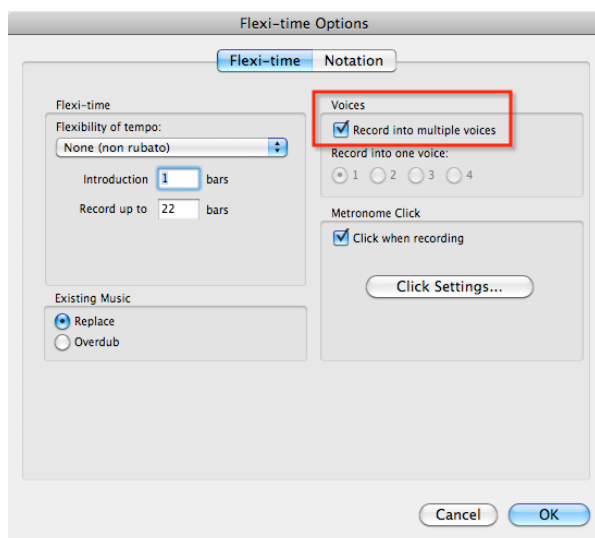 Flexi-time Options
Flexi-time Notation
Flexi-time
Flexibility of tempo:
None (non rubato)
Introduction 1 bars
Record up to 22 bars
Existing Music
Replace
Overdub
Voices
Record into multiple voices
Record into one voice:
1 2 3 4
Metronome Click
Click when recording
Click Settings...
Cancel OK